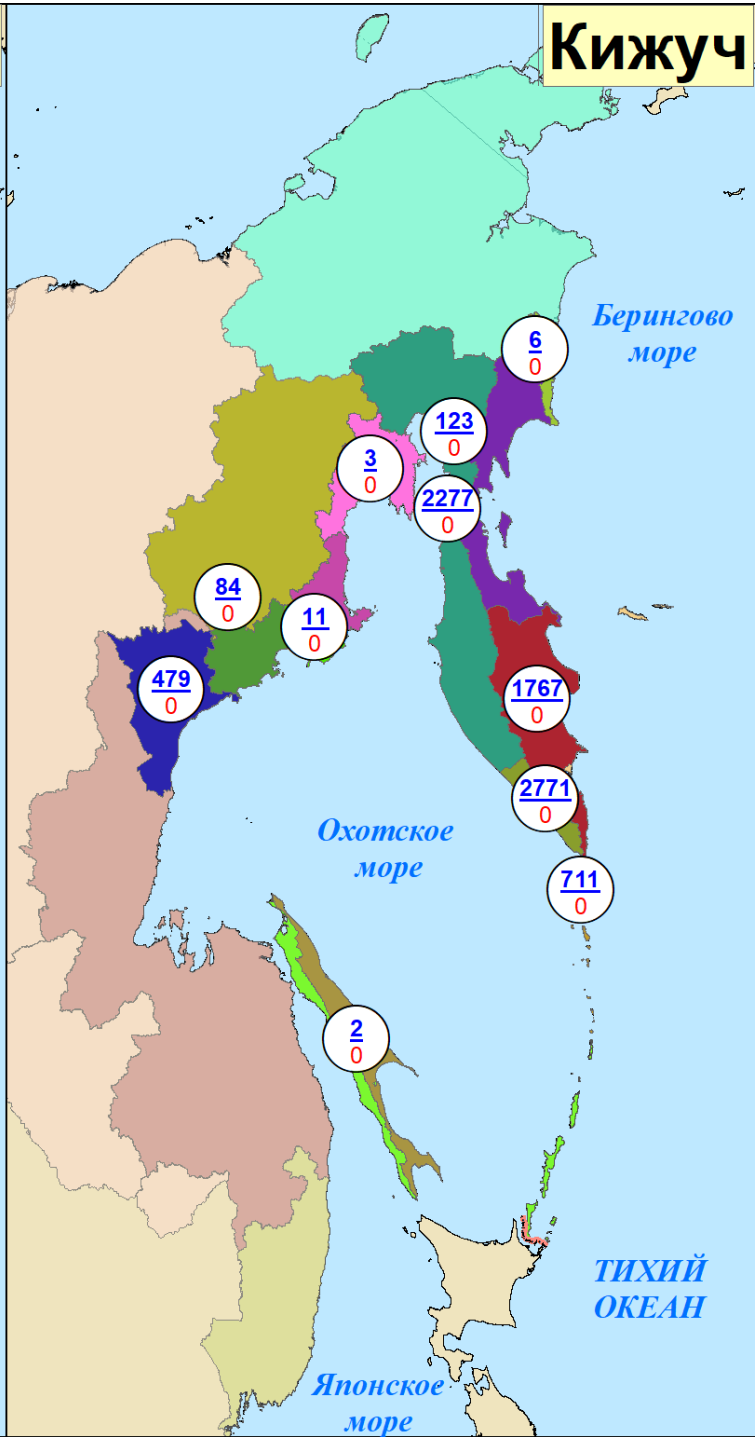 Кижуч
Берингово
море
6
0
123
0
3
0
2277
0
84
0
11
0
479
0
1767
0
2771
0
Охотское
море
711
0
2
0
ТИХИЙ
ОКЕАН
Японское
море